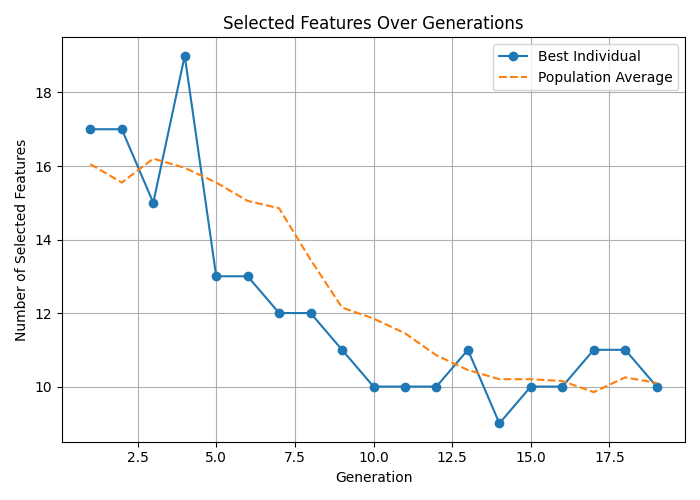 Selected Features Over Generations
Best Individual
Population Average
Number of Selected Features
18
16
14
12
10
2.5 5.0 7.5 10.0 12.5 15.0 17.5
Generation